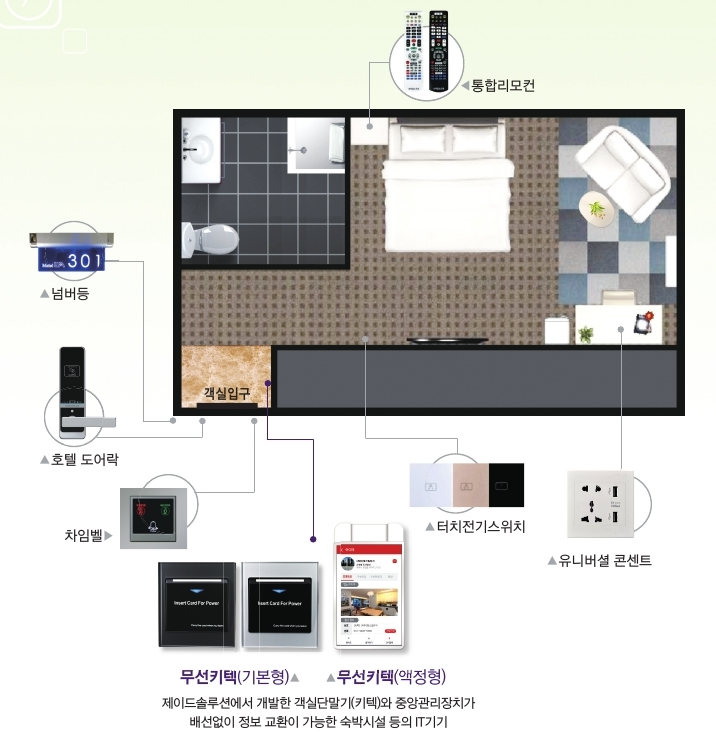 통합리모컨
301
넘버등
객실입구
호텔 도어락
차임벨
터치전기스위치
유니버셜 콘센트
Insert Card For Power
Insert Card For Power
무선키텍(기본형)
무선키텍(액정형)
제이드솔루션에서 개발한 객실단말기(키텍)와 중앙관리장치가
배선없이 정보 교환이 가능한 숙박시설 등의 IT기기